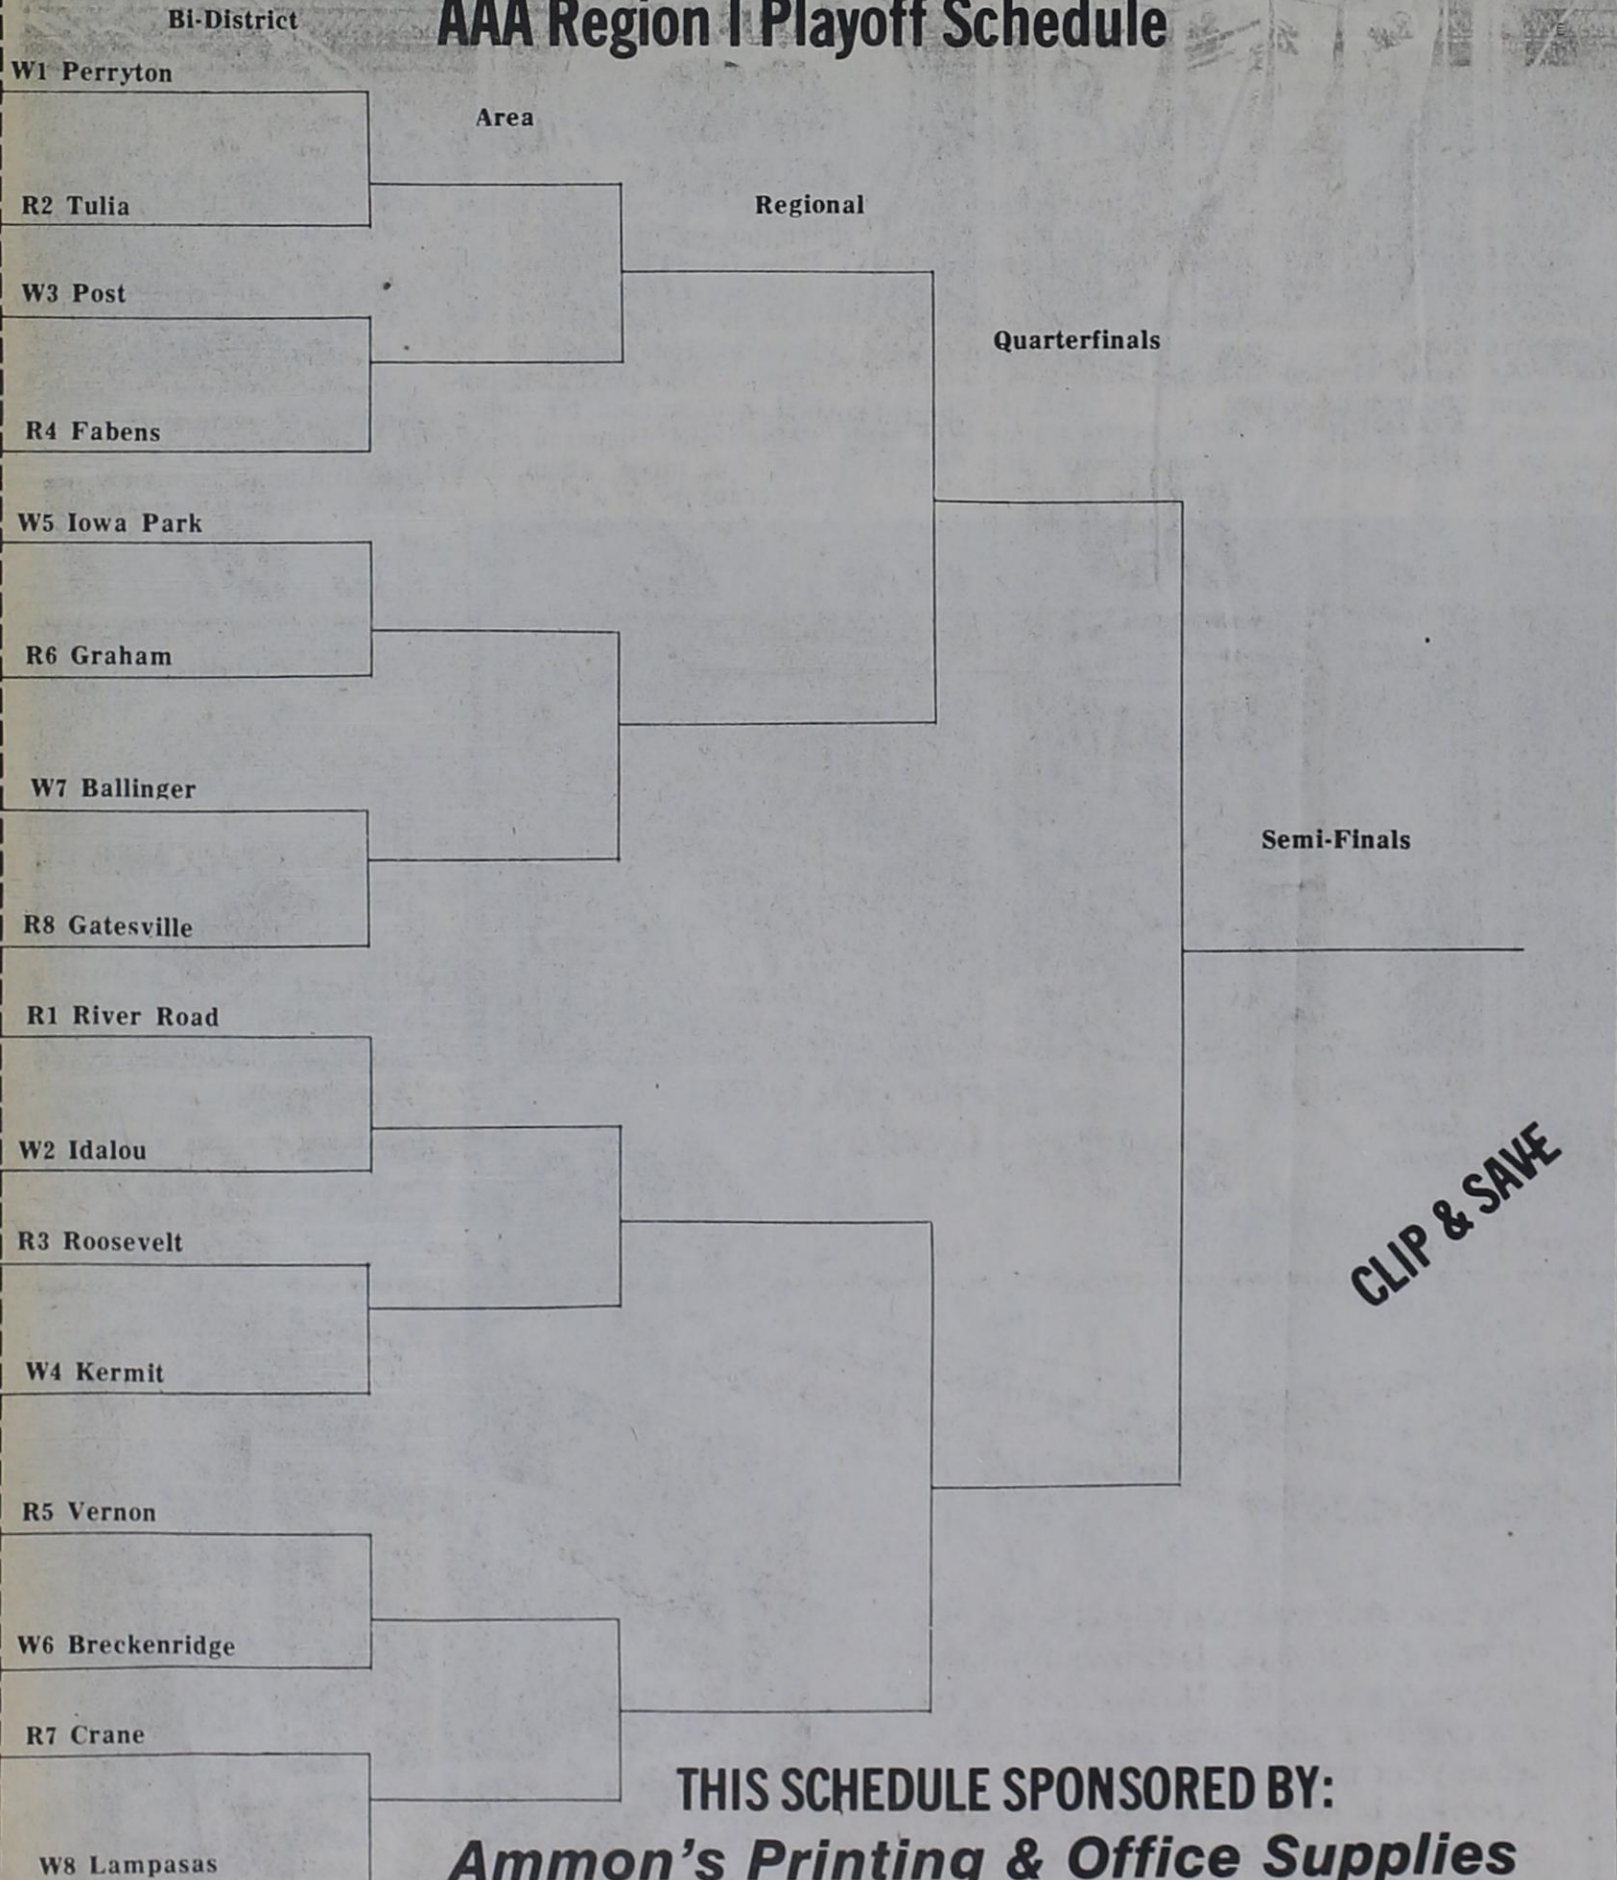 Bi-District
AAA Region I Playoff Schedule
W1 Perryton
Area
R2 Tulia
Regional
W3 Post
Quarterfinals
R4 Fabens
W5 Iowa Park
R6 Graham
W7 Ballinger
Semi-Finals
R8 Gatesville
R1 River Road
W2 Idalou
CLIP & SAVE
R3 Roosevelt
W4 Kermit
R5 Vernon
W6 Breckenridge
R7 Crane
THIS SCHEDULE SPONSORED BY:
Ammon's Printing & Office Supplies
W8 Lampasas